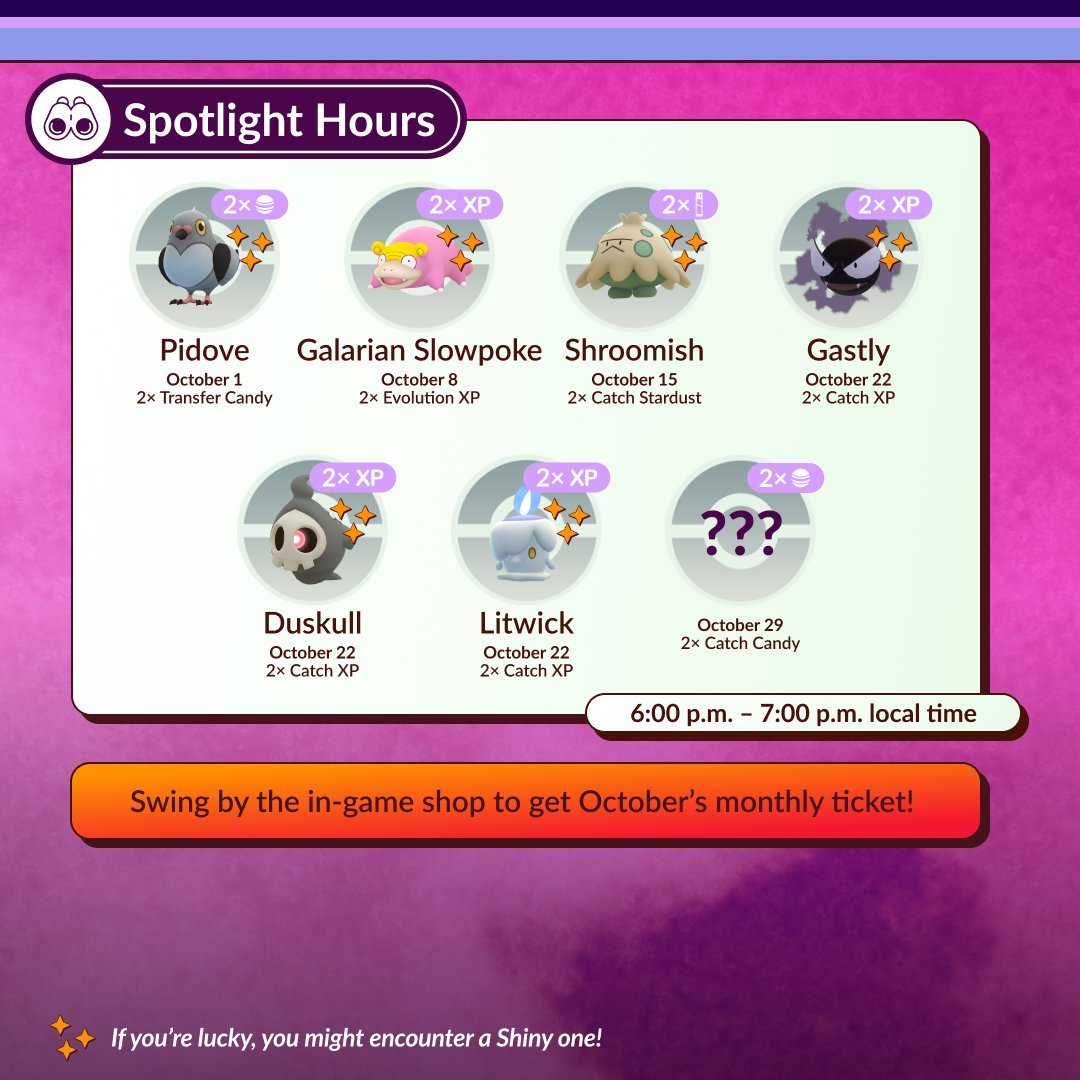 Spotlight Hours
2×
2× XP
2×
2× XP
Pidove
October 1
2× Transfer Candy
Galarian Slowpoke
October 8
2× Evolution XP
Shroomish
October 15
2× Catch Stardust
Gastly
October 22
2× Catch XP
2× XP
2× XP
2×
???
Duskull
October 22
2× Catch XP
Litwick
October 22
2× Catch XP
October 29
2× Catch Candy
6:00 p.m. – 7:00 p.m. local time
Swing by the in-game shop to get October’s monthly ticket!
If you’re lucky, you might encounter a Shiny one!